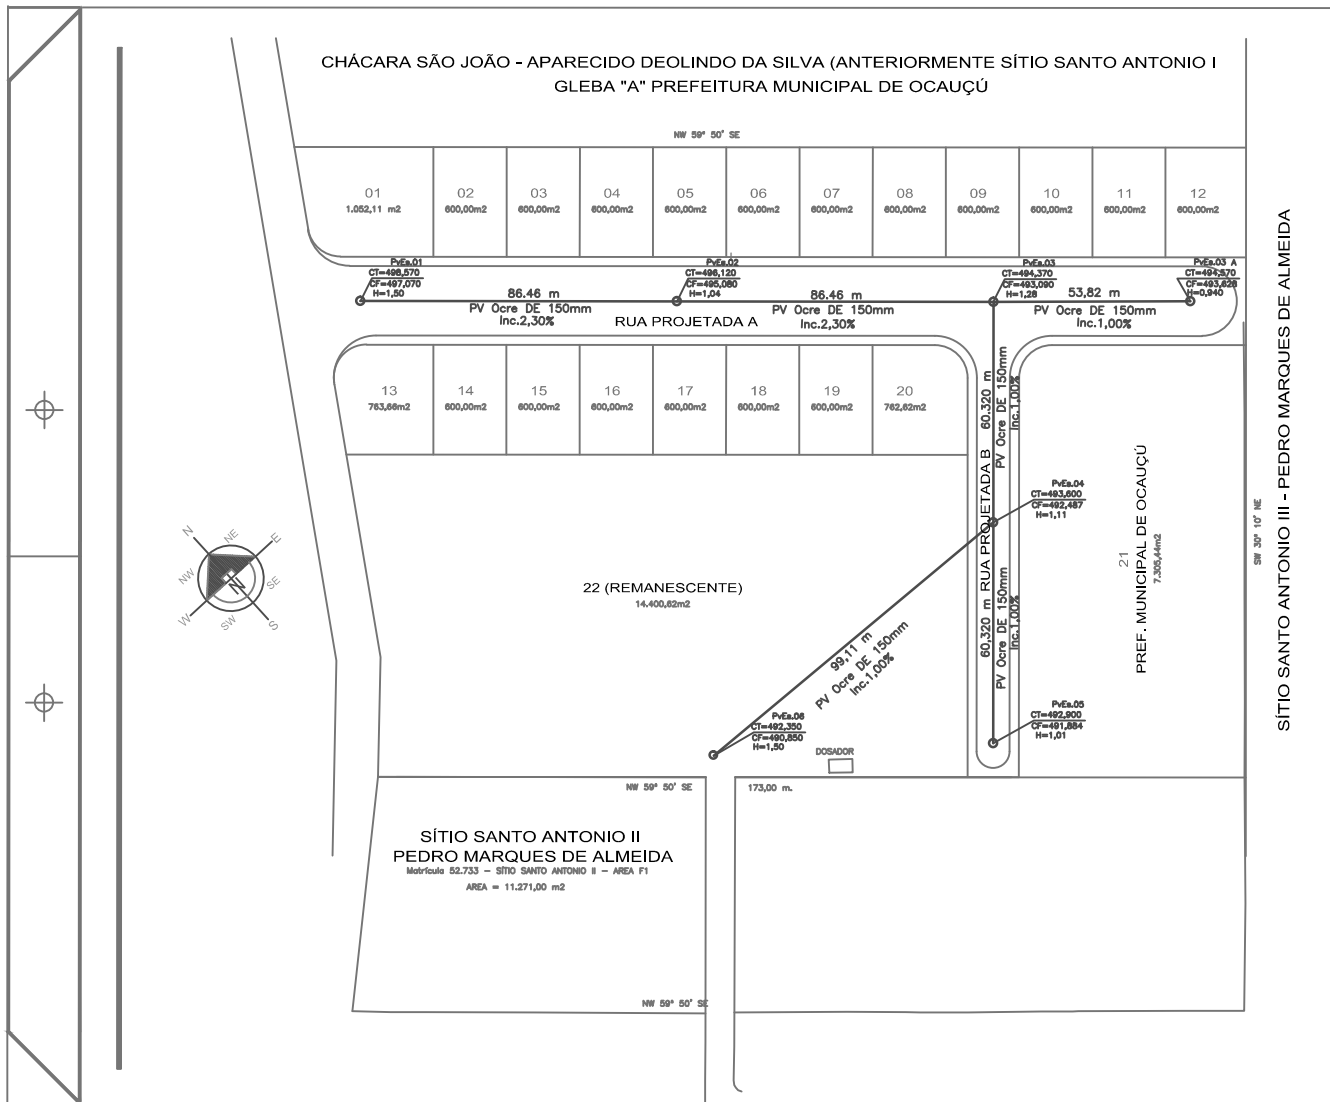 CHÁCARA SÃO JOÃO - APARECIDO DEOLINDO DA SILVA (ANTERIORMENTE SÍTIO SANTO ANTONIO I
GLEBA "A" PREFEITURA MUNICIPAL DE OCAUÇÚ
NW 59° 50' SE
01
1.052,11 m2
02
600,00m2
03
600,00m2
04
600,00m2
05
600,00m2
06
600,00m2
07
600,00m2
08
600,00m2
09
600,00m2
10
600,00m2
11
600,00m2
12
600,00m2
PvEs.01
CT=498,570
CF=497,070
H=1,50
86.46 m
PV Ocre DE 150mm
Inc.2,30%
PvEs.02
CT=496,120
CF=495,080
H=1,04
86.46 m
PV Ocre DE 150mm
Inc.2,30%
RUA PROJETADA A
PvEs.03
CT=494,370
CF=493,090
H=1,28
53,82 m
PV Ocre DE 150mm
Inc.1,00%
PvEs.03 A
CT=494,570
CF=493,628
H=0,940
13
763,66m2
14
600,00m2
15
600,00m2
16
600,00m2
17
600,00m2
18
600,00m2
19
600,00m2
20
762,62m2
60.320 m
PV Ocre DE 150mm
Inc.1,00%
RUA PROJETADA B
PvEs.04
CT=493,600
CF=492,487
H=1,11
60,320 m
PV Ocre DE 150mm
Inc.1,00%
PvEs.05
CT=492,900
CF=491,884
H=1,01
21
PREF. MUNICIPAL DE OCAUÇÚ
7.305,44m2
SW 30° 10' NE
SÍTIO SANTO ANTONIO III - PEDRO MARQUES DE ALMEIDA
N
NE
E
SE
S
SW
W
NW
N
22 (REMANESCENTE)
14.400,62m2
99,11 m
PV Ocre DE 150mm
Inc.1,00%
PvEs.06
CT=492,350
CF=490,850
H=1,50
DOSADOR
NW 59° 50' SE
173,00 m.
SÍTIO SANTO ANTONIO II
PEDRO MARQUES DE ALMEIDA
Matrícula 52.733 - SÍTIO SANTO ANTONIO II - AREA F1
AREA = 11.271,00 m2
NW 59° 50' SE